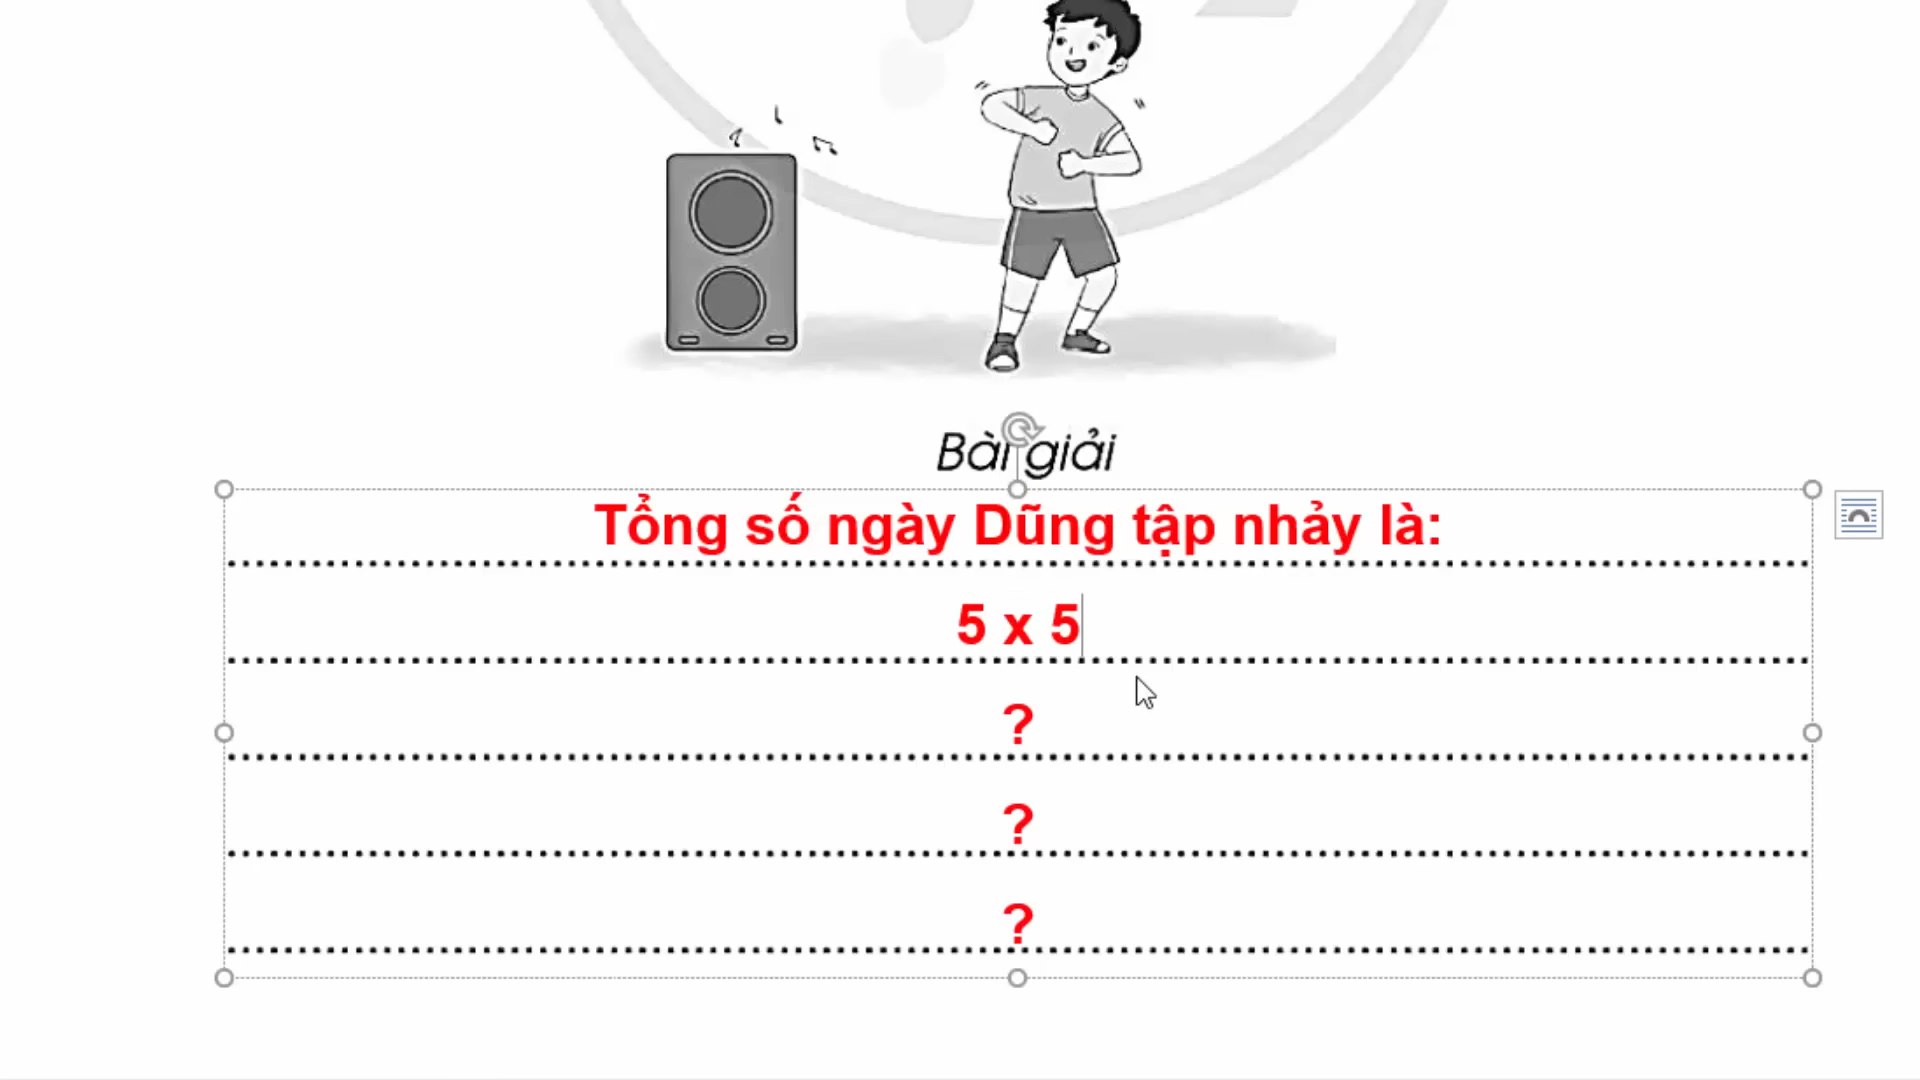 Bài giải
Tổng số ngày Dũng tập nhảy là:
5 x 5
?
?
?